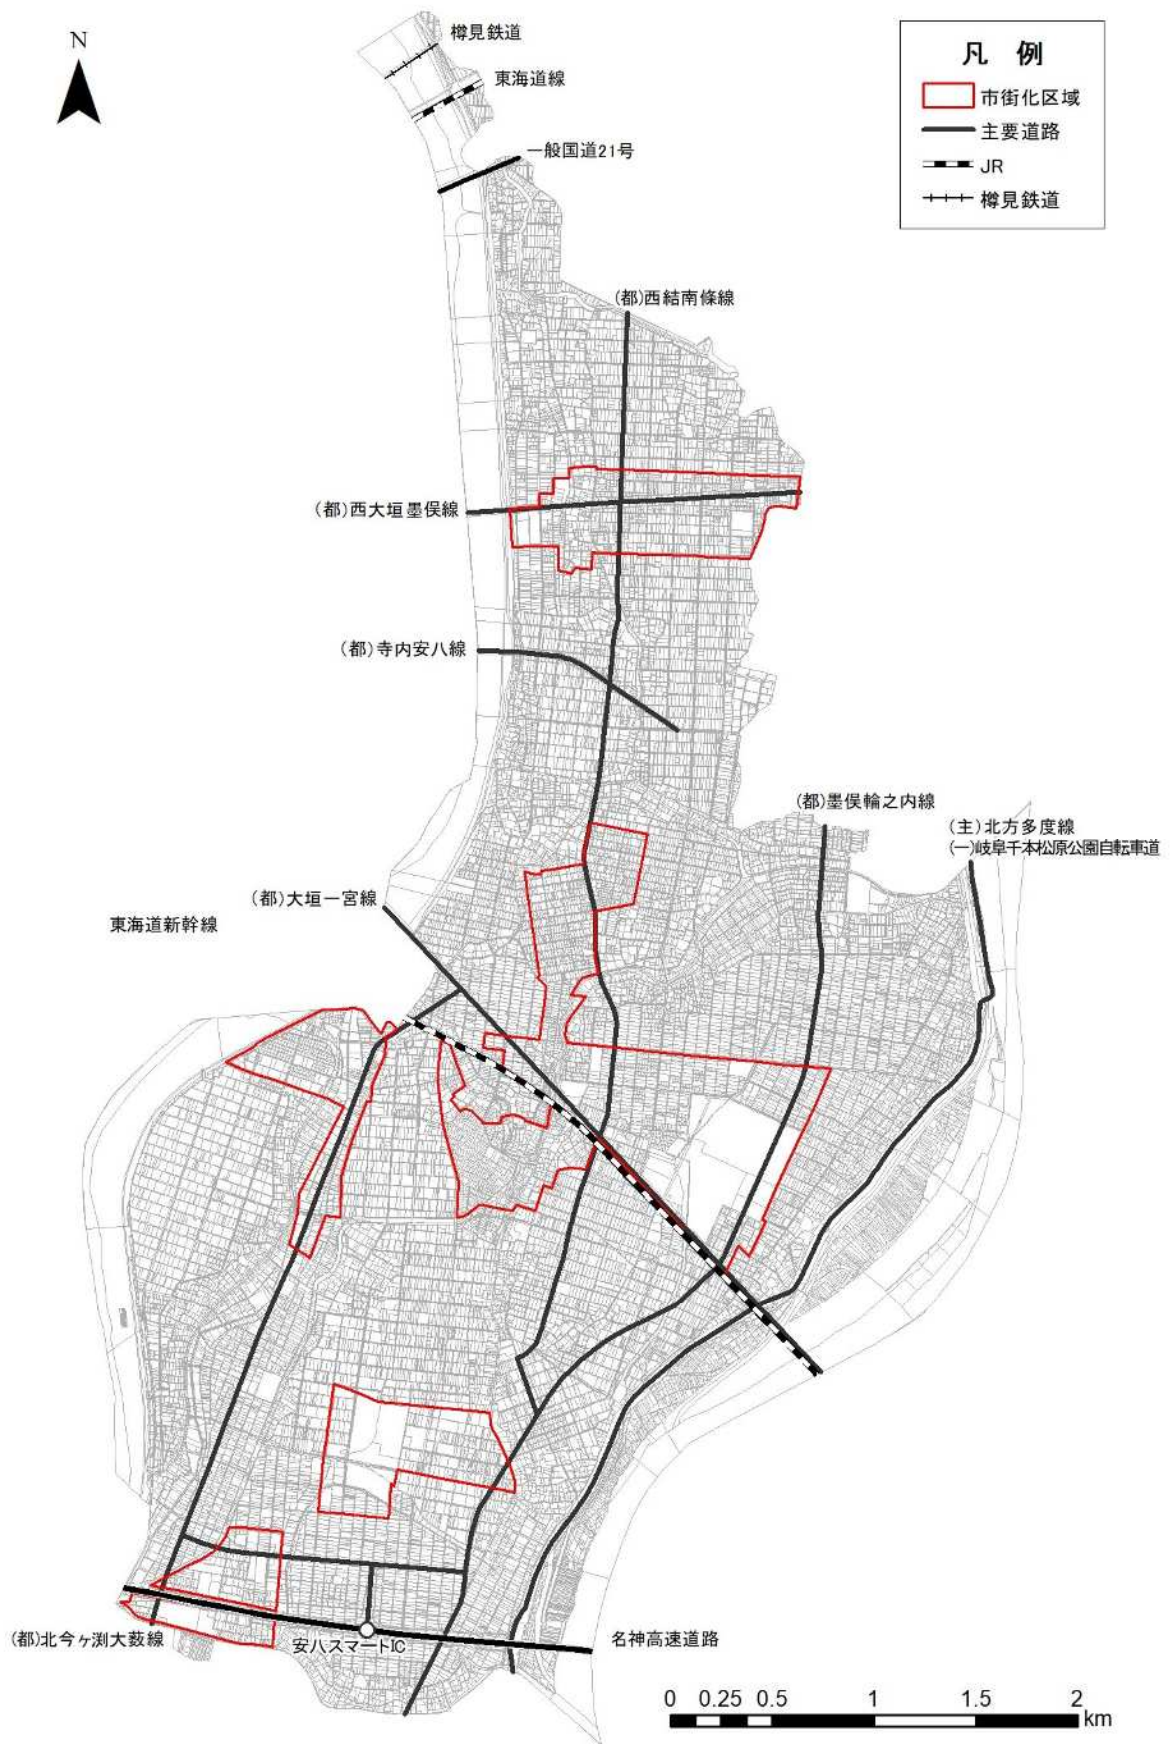 N
樽見鉄道
東海道線
一般国道21号
凡 例
市街化区域
主要道路
JR
樽見鉄道
(都)西結南條線
(都)西大垣墨俣線
(都)寺内安八線
(都)墨俣輪之内線
(主)北方多度線
(一)岐阜千本松原公園自転車道
(都)大垣一宮線
東海道新幹線
(都)北今ヶ渕大薮線
安八スマートIC
名神高速道路
0 0.25 0.5 1 1.5 2
km